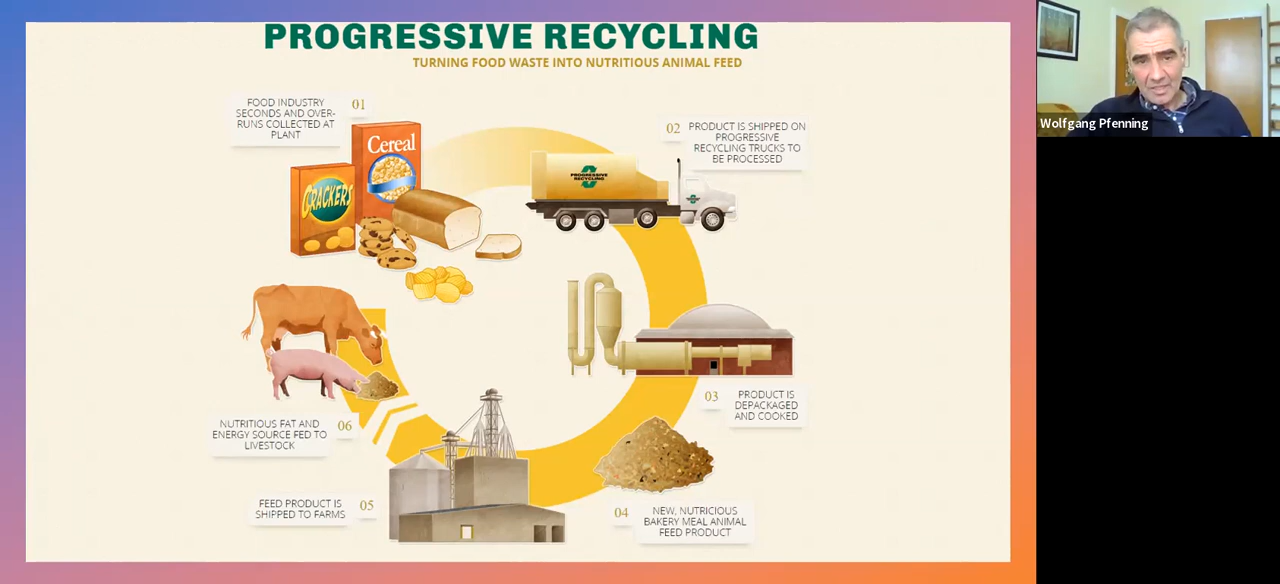 PROGRESSIVE RECYCLING
TURNING FOOD WASTE INTO NUTRITIOUS ANIMAL FEED
01
FOOD INDUSTRY
SECONDS AND OVER-
RUNS COLLECTED AT
PLANT
Cereal
CRACKERS
02
PRODUCT IS SHIPPED ON
PROGRESSIVE
RECYCLING TRUCKS TO
BE PROCESSED
PROGRESSIVE
RECYCLING
03
PRODUCT IS
DEPACKAGED
AND COOKED
04
NEW, NUTRICIOUS
BAKERY MEAL ANIMAL
FEED PRODUCT
05
FEED PRODUCT IS
SHIPPED TO FARMS
06
NUTRITIOUS FAT AND
ENERGY SOURCE FED TO
LIVESTOCK
Wolfgang Pfenning